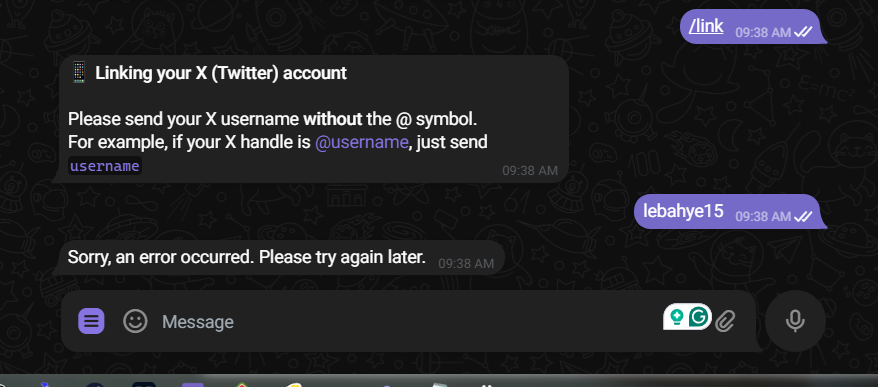 /link 09:38 AM
Linking your X (Twitter) account
Please send your X username without the @ symbol.
For example, if your X handle is @username, just send
username
09:38 AM
lebahye15 09:38 AM
Sorry, an error occurred. Please try again later. 09:38 AM
Message